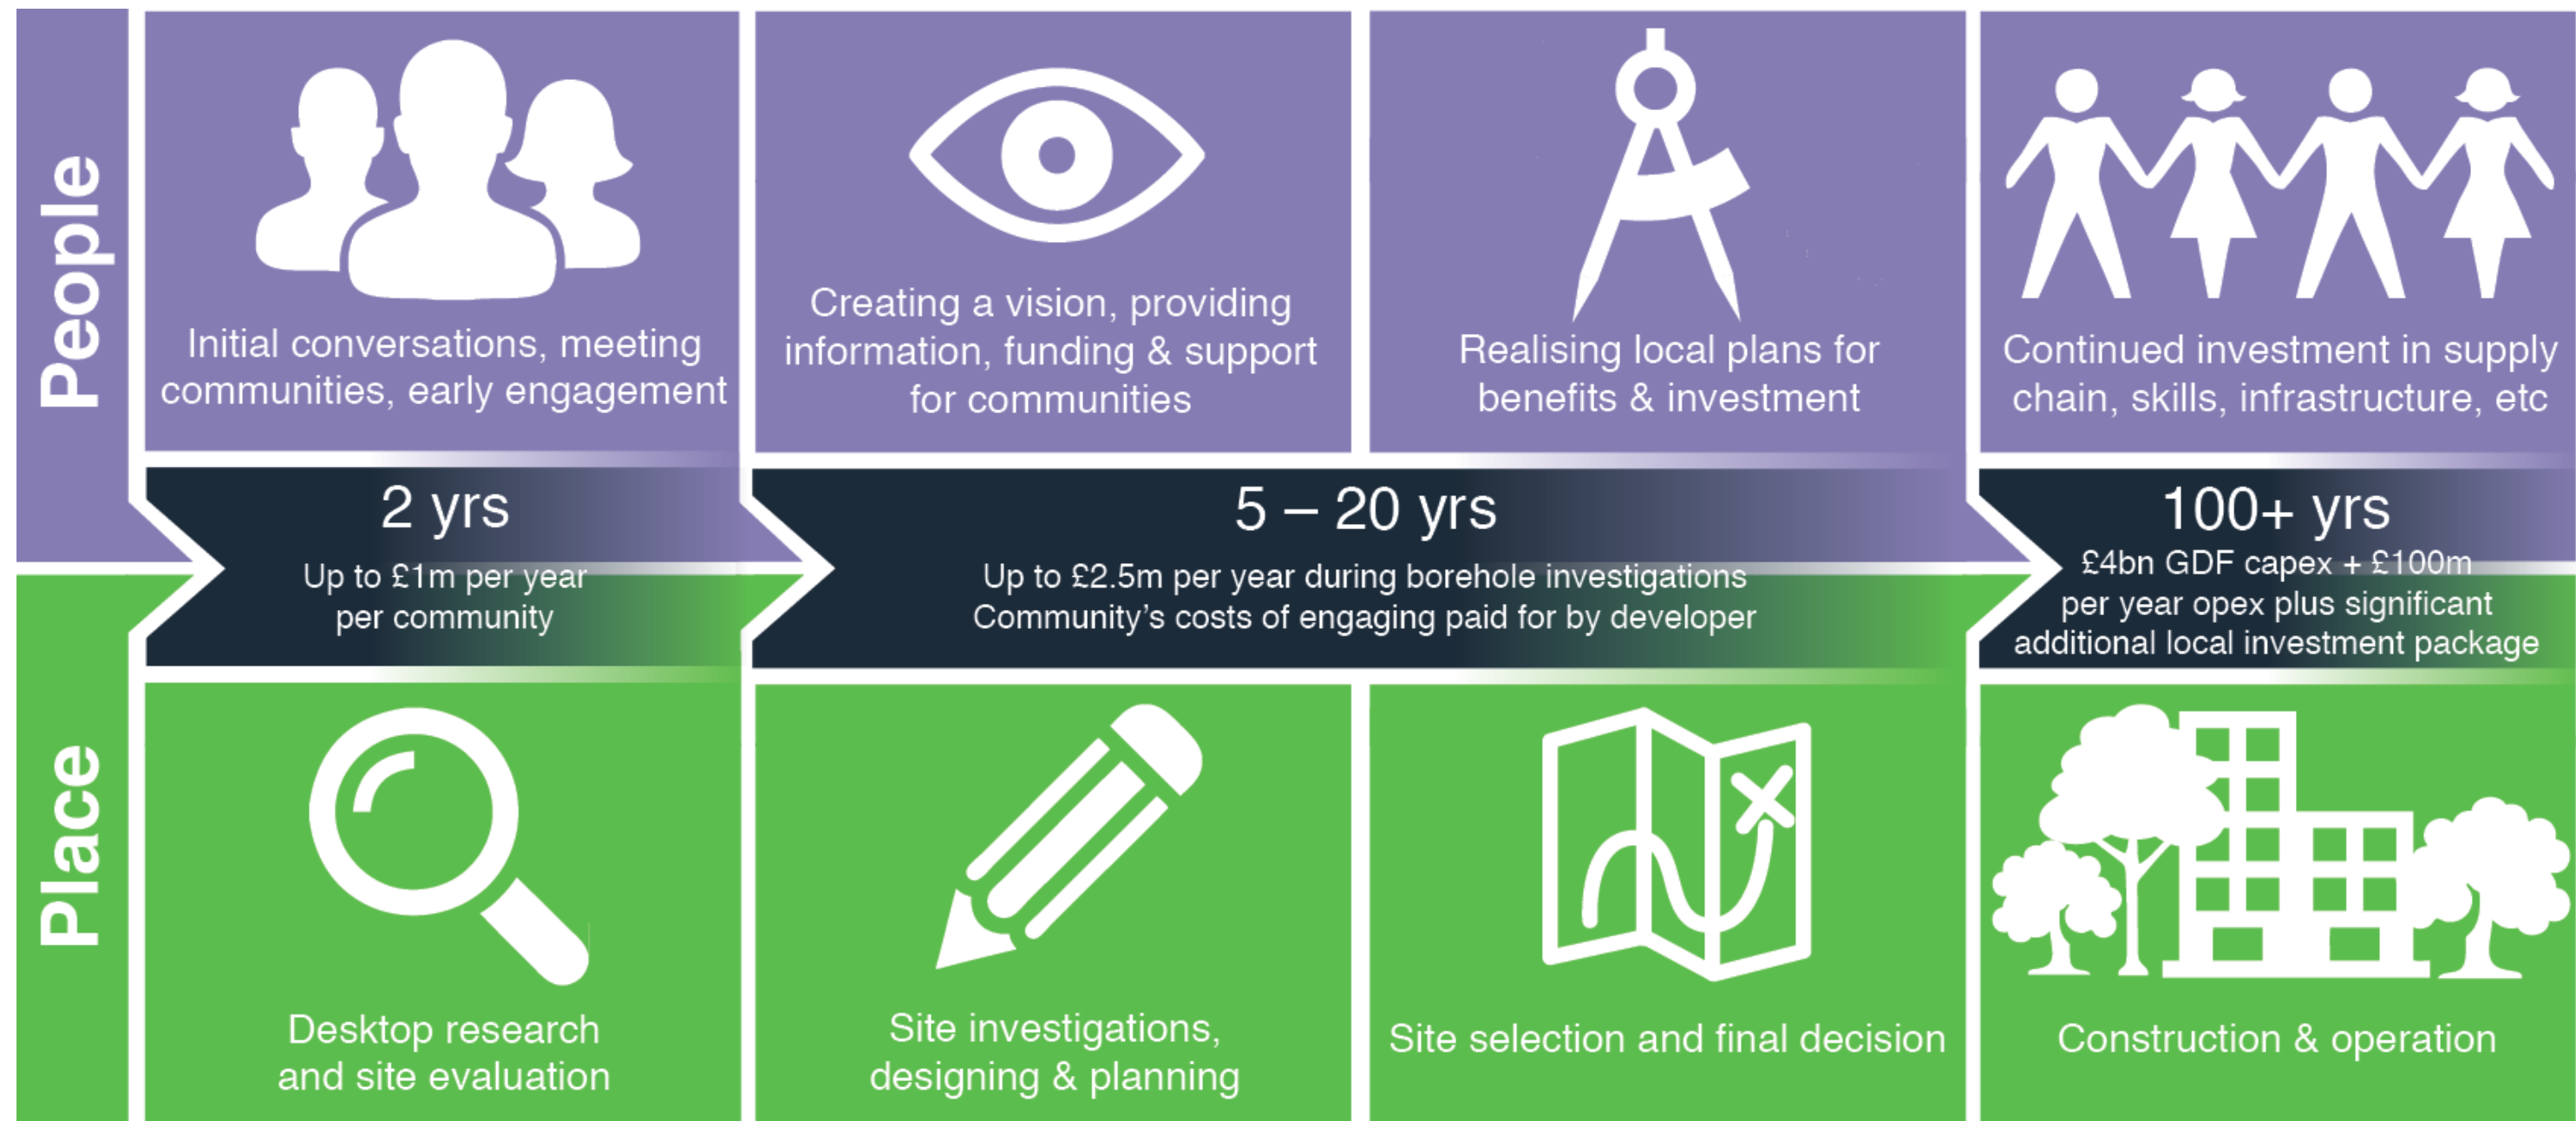 People
Initial conversations, meeting
communities, early engagement
Creating a vision, providing
information, funding & support
for communities
Realising local plans for
benefits & investment
Continued investment in supply
chain, skills, infrastructure, etc
2 yrs
Up to £1m per year
per community
5 – 20 yrs
Up to £2.5m per year during borehole investigations
Community’s costs of engaging paid for by developer
100+ yrs
£4bn GDF capex + £100m
per year opex plus significant
additional local investment package
Place
Desktop research
and site evaluation
Site investigations,
designing & planning
Site selection and final decision
Construction & operation